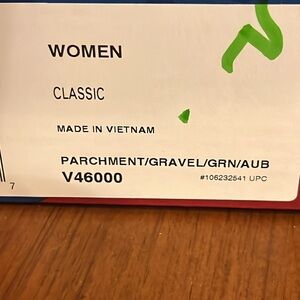 WOMEN
CLASSIC
MADE IN VIETNAM
PARCHMENT/GRAVEL/GRN/AUB
V46000 #106232541 UPC
7